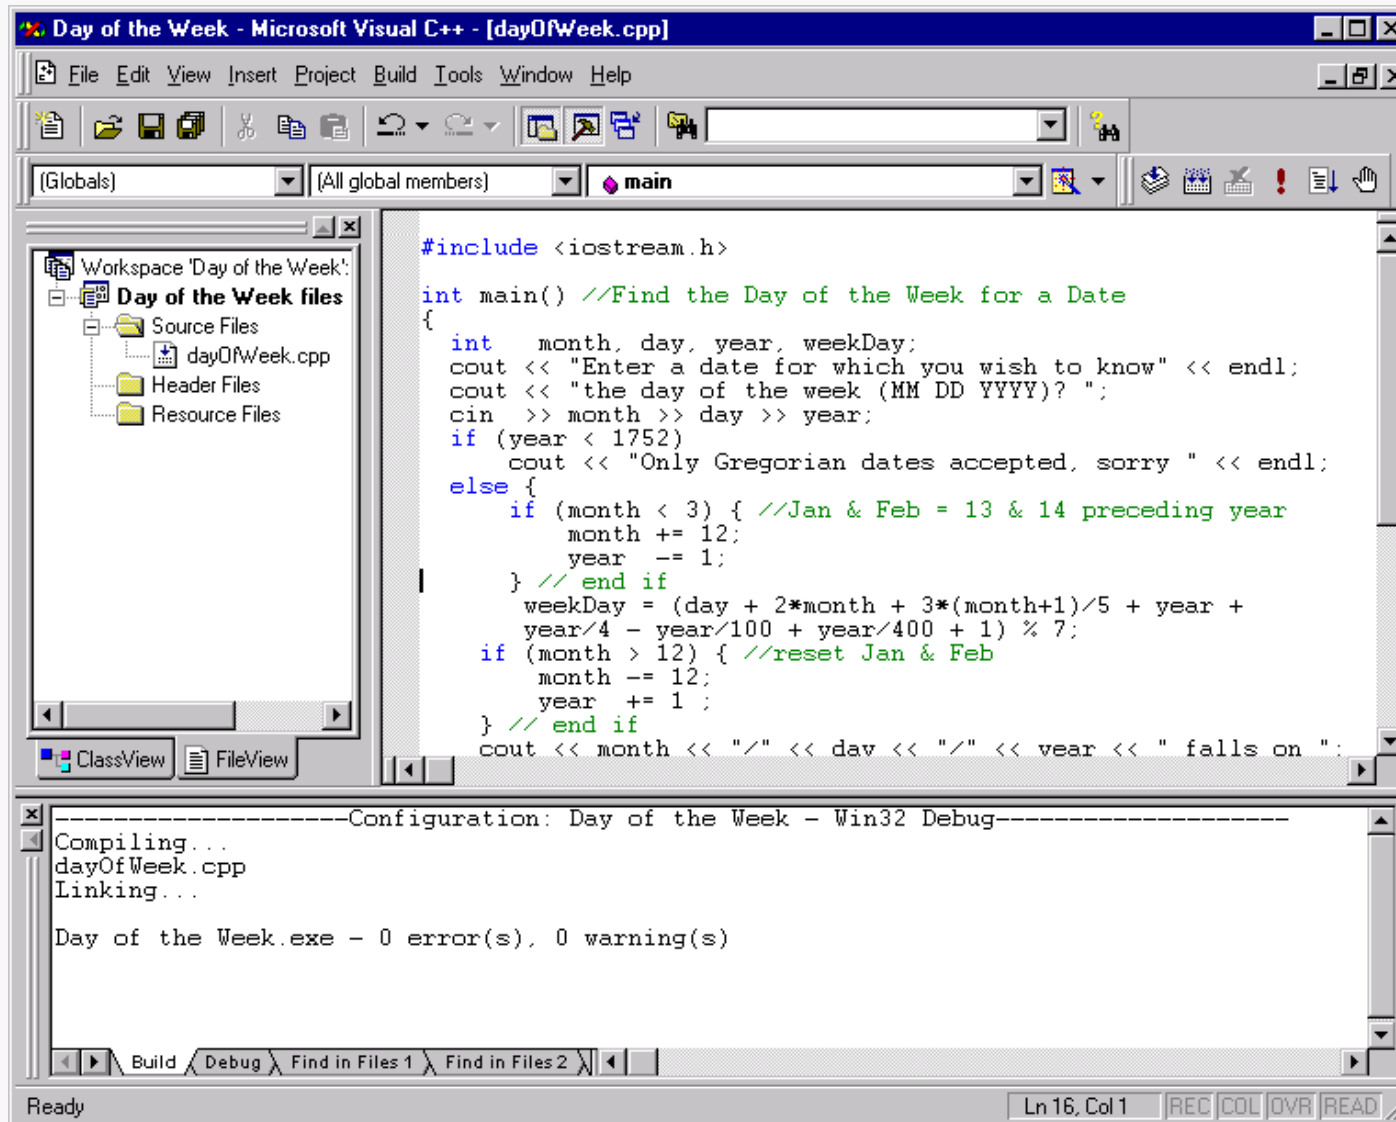 Day of the Week - Microsoft Visual C++ - [dayOfWeek.cpp]
File Edit View Insert Project Build Tools Window Help
(Globals) (All global members) main
Workspace 'Day of the Week':
Day of the Week files
Source Files
dayOfWeek.cpp
Header Files
Resource Files
ClassView FileView
#include <iostream.h>
int main() //Find the Day of the Week for a Date
{
int month, day, year, weekDay;
cout << "Enter a date for which you wish to know" << endl;
cout << "the day of the week (MM DD YYYY)? ";
cin >> month >> day >> year;
if (year < 1752)
cout << "Only Gregorian dates accepted, sorry " << endl;
else {
if (month < 3) { //Jan & Feb = 13 & 14 preceding year
month += 12;
year -= 1;
} // end if
weekDay = (day + 2*month + 3*(month+1)/5 + year +
year/4 - year/100 + year/400 + 1) % 7;
if (month > 12) { //reset Jan & Feb
month -= 12;
year += 1 ;
} // end if
cout << month << "/" << day << "/" << year << " falls on ";
--------------------Configuration: Day of the Week - Win32 Debug--------------------
Compiling...
dayOfWeek.cpp
Linking...
Day of the Week.exe - 0 error(s), 0 warning(s)
Build Debug Find in Files 1 Find in Files 2
Ready Ln 16, Col 1 REC COL OVR READ